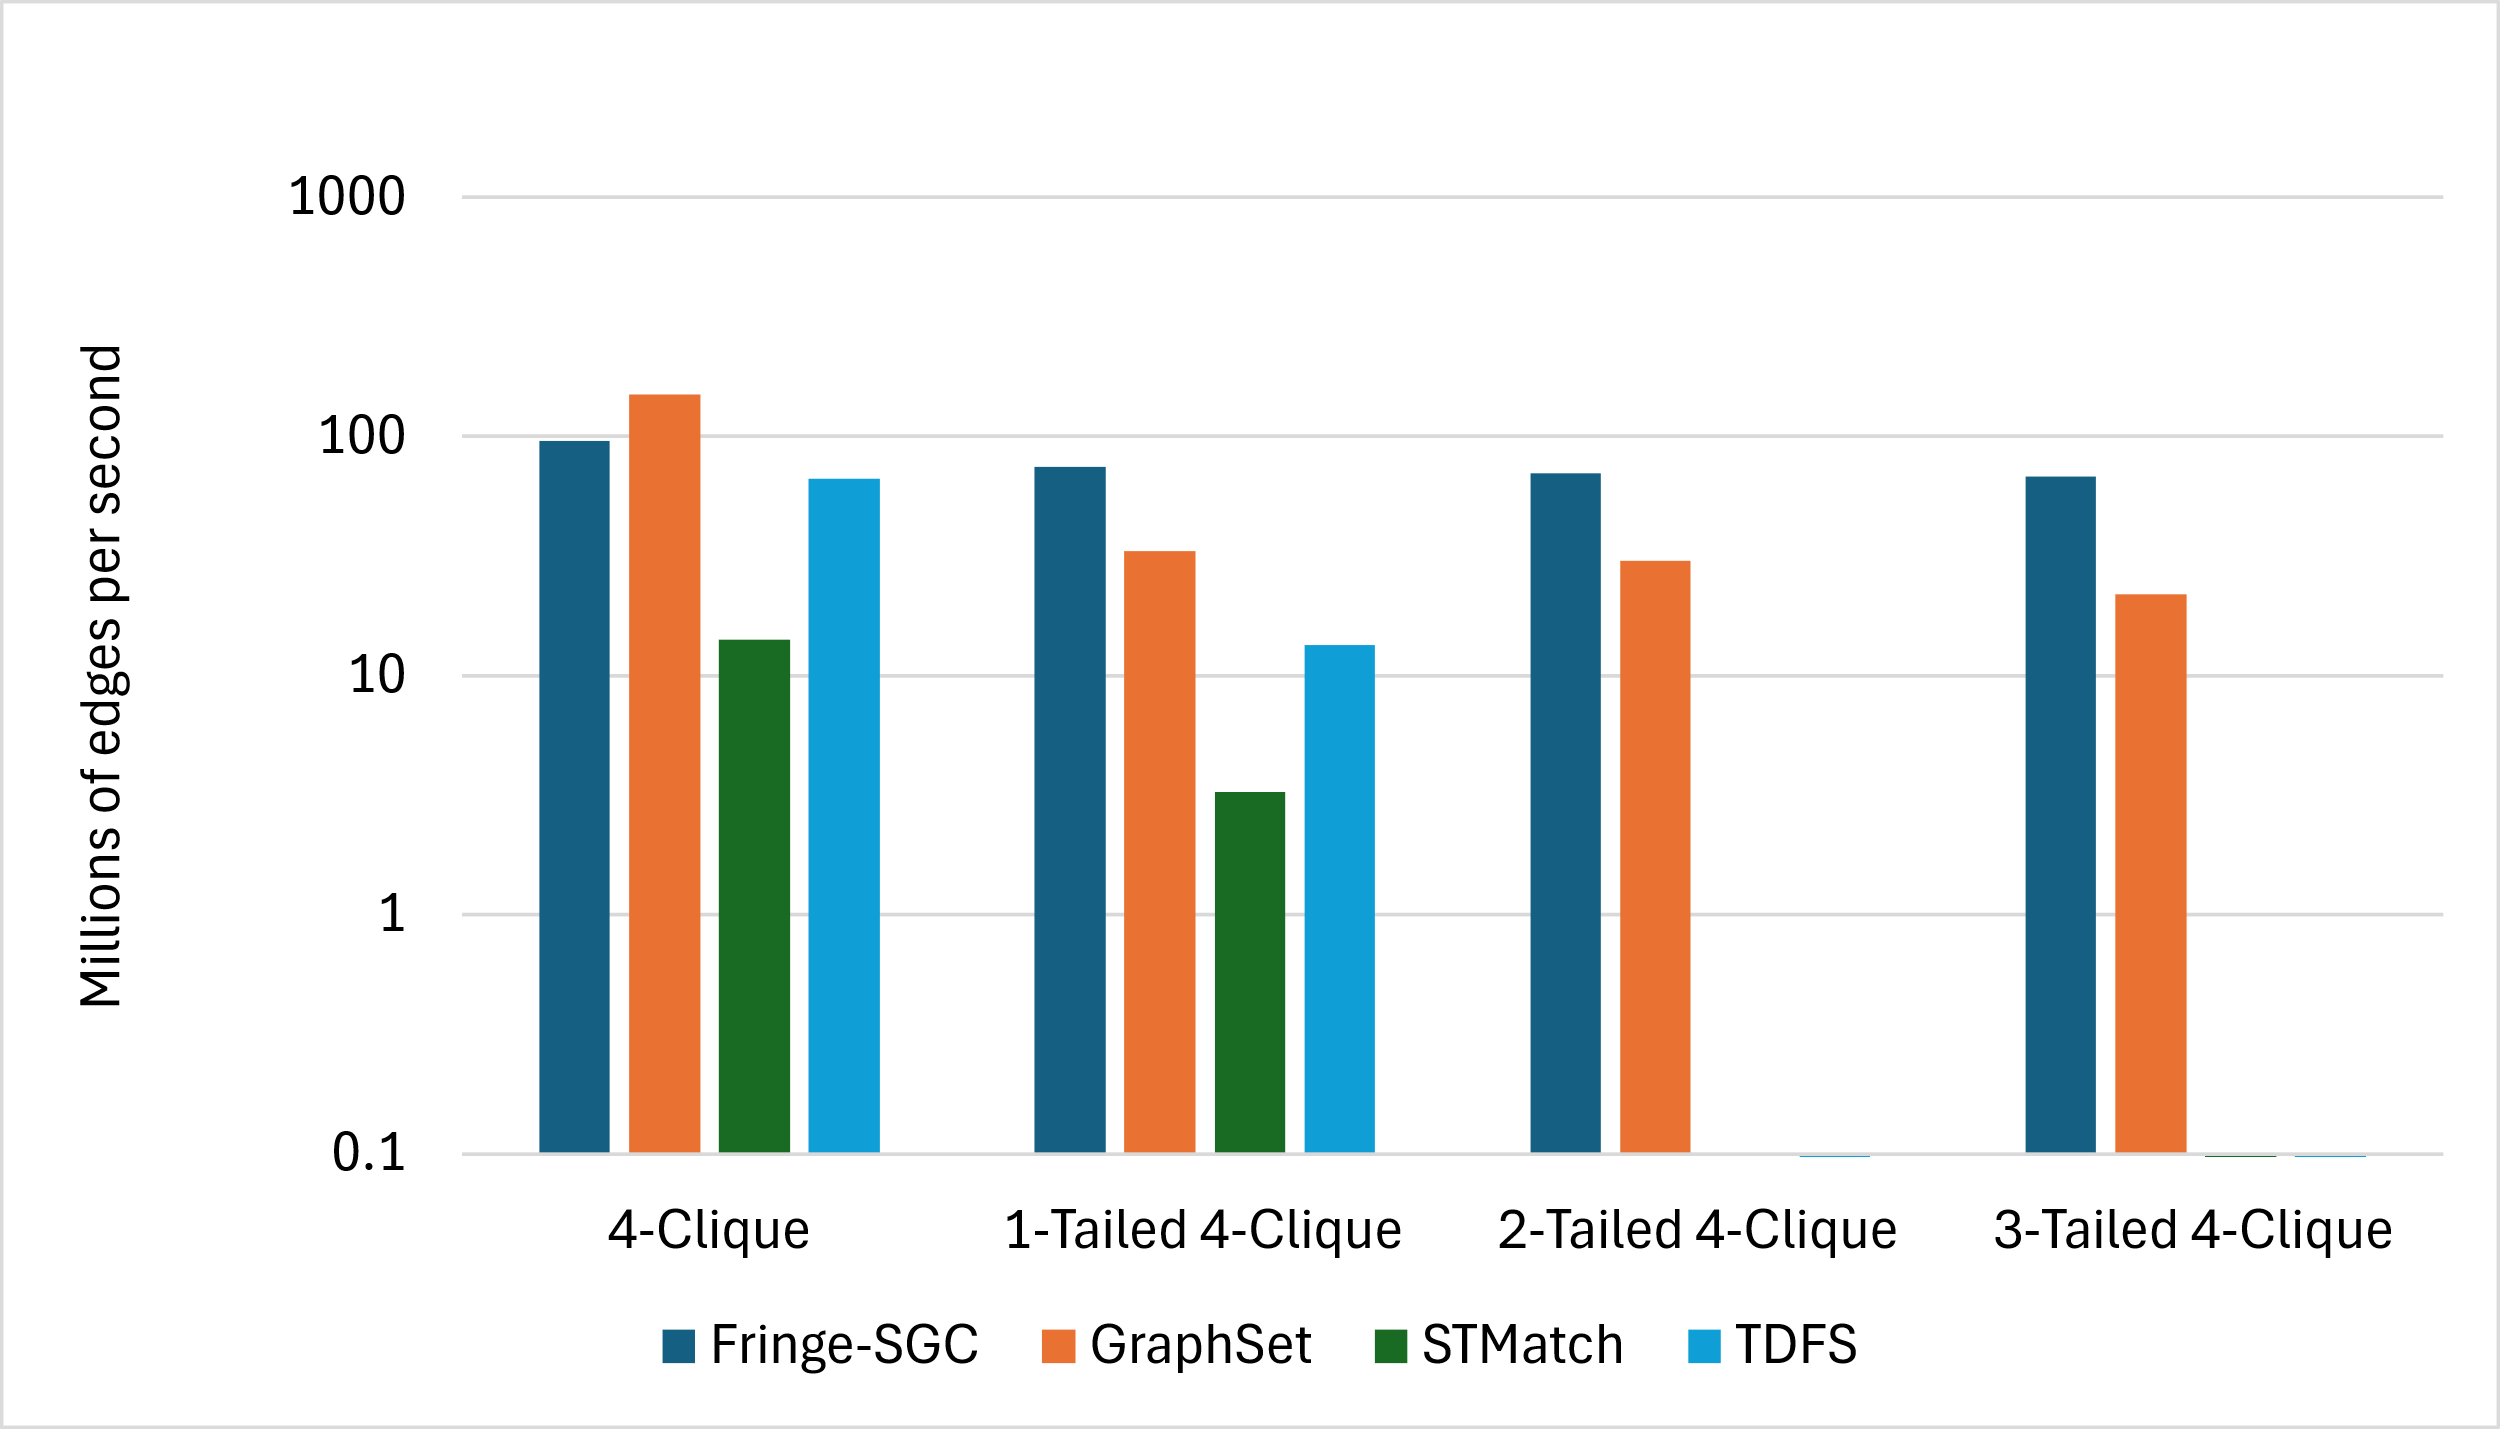 Millions of edges per second
1000
100
10
1
0.1
4-Clique
1-Tailed 4-Clique
2-Tailed 4-Clique
3-Tailed 4-Clique
Fringe-SGC
GraphSet
STMatch
TDFS